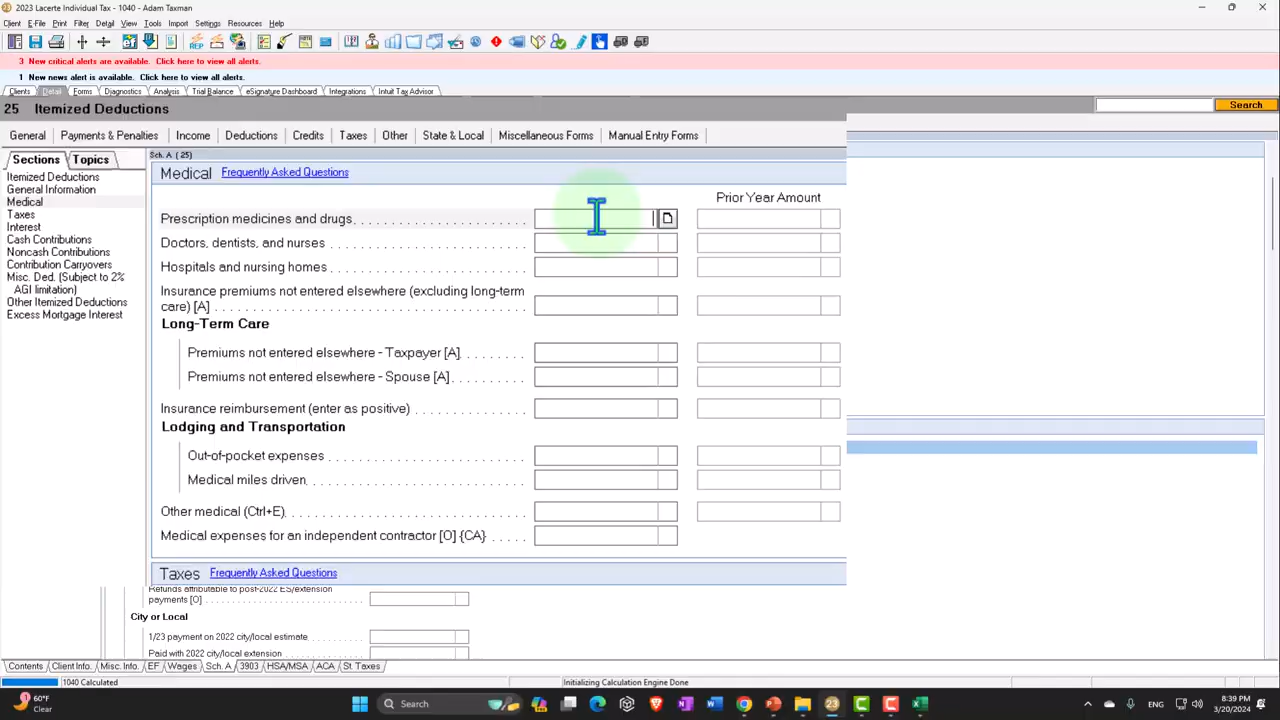 2023 Lacerte Individual Tax - 1040 - Adam Taxman
Client E-File Print Filter Detail View Tools Import Settings Resources Help
3 New critical alerts are available. Click here to view all alerts.
1 New news alert is available. Click here to view all alerts.
Clients Detail Forms Diagnostics Analysis Trial Balance eSignature Dashboard Integrations Intuit Tax Advisor
25 Itemized Deductions
Search
General Payments & Penalties Income Deductions Credits Taxes Other State & Local Miscellaneous Forms Manual Entry Forms
Sections Topics
Itemized Deductions
General Information
Medical
Taxes
Interest
Cash Contributions
Noncash Contributions
Contribution Carryovers
Misc. Ded. (Subject to 2%
AGI limitation)
Other Itemized Deductions
Excess Mortgage Interest
Sch. A (25)
Medical Frequently Asked Questions
Prior Year Amount
Prescription medicines and drugs
Doctors, dentists, and nurses
Hospitals and nursing homes
Insurance premiums not entered elsewhere (excluding long-term
care) [A]
Long-Term Care
Premiums not entered elsewhere - Taxpayer [A]
Premiums not entered elsewhere - Spouse [A]
Insurance reimbursement (enter as positive)
Lodging and Transportation
Out-of-pocket expenses
Medical miles driven
Other medical (Ctrl+E)
Medical expenses for an independent contractor [O] {CA}
Taxes Frequently Asked Questions
Refunds attributable to post-2022 ES/extension
payments [O]
City or Local
1/23 payment on 2022 city/local estimate
Paid with 2022 city/local extension
Contents Client Info. Misc. Info. EF Wages Sch. A 3903 HSA/MSA ACA St. Taxes
1040 Calculated Initializing Calculation Engine Done
60°F
Clear
Search
23
ENG
8:39 PM
3/20/2024